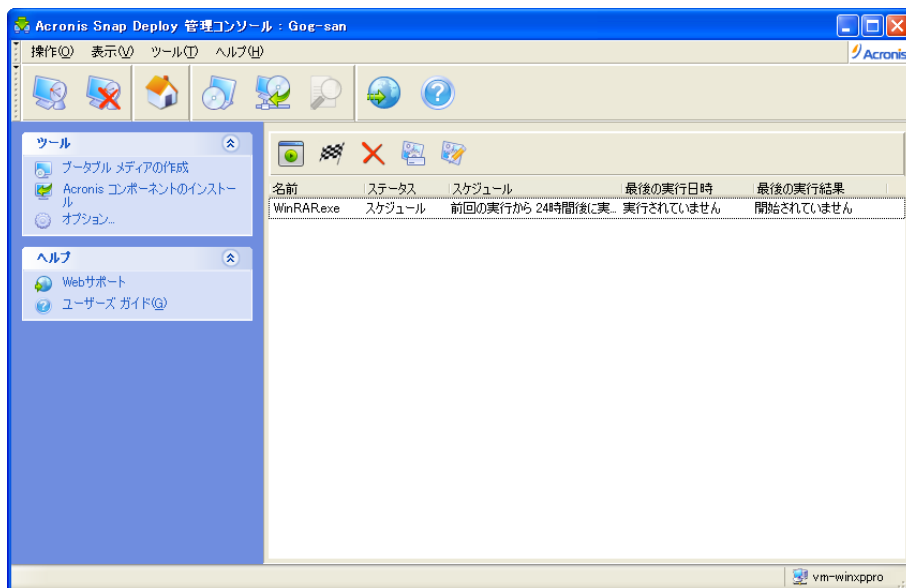 Acronis Snap Deploy 管理コンソール : Gog-san
操作(O) 表示(V) ツール(T) ヘルプ(H)
Acronis
ツール
ブータブル メディアの作成
Acronis コンポーネントのインストー
ル
オプション...
ヘルプ
Webサポート
ユーザーズ ガイド(G)
名前 ステータス スケジュール 最後の実行日時 最後の実行結果
WinRAR.exe スケジュール 前回の実行から 24時間後に実... 実行されていません 開始されていません
vm-winxppro